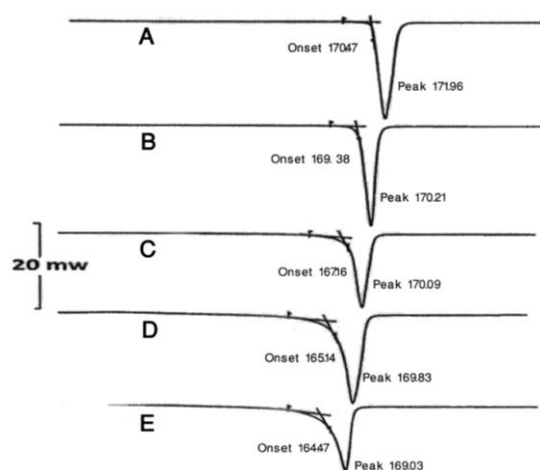 A
Onset 170.47
Peak 171.96
B
Onset 169. 38
Peak 170.21
C
Onset 167.16
Peak 170.09
20 mw
D
Onset 165.14
Peak 169.83
E
Onset 164.47
Peak 169.03